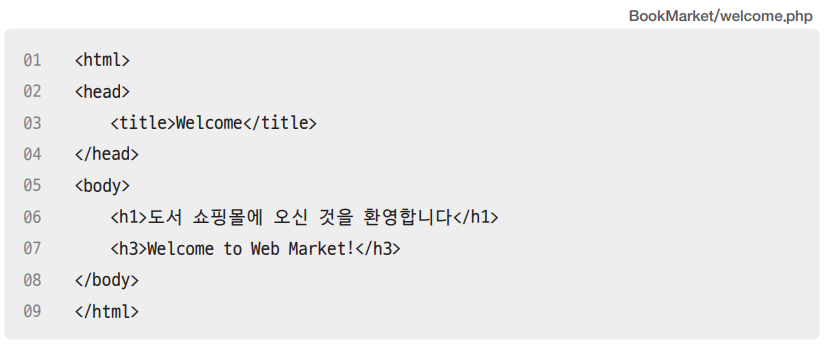 BookMarket/welcome.php
01 <html>
02 <head>
03 <title>Welcome</title>
04 </head>
05 <body>
06 <h1>도서 쇼핑몰에 오신 것을 환영합니다</h1>
07 <h3>Welcome to Web Market!</h3>
08 </body>
09 </html>